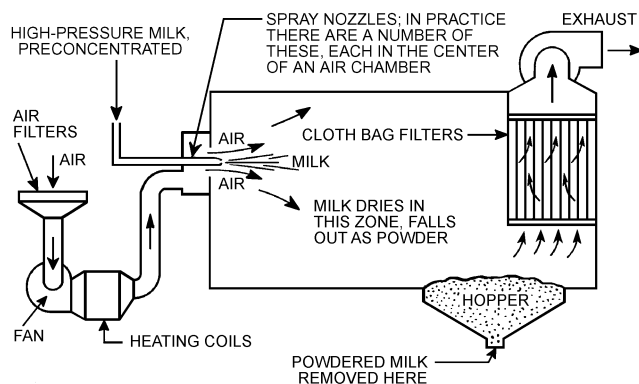 HIGH-PRESSURE MILK,
PRECONCENTRATED
SPRAY NOZZLES; IN PRACTICE
THERE ARE A NUMBER OF
THESE, EACH IN THE CENTER
OF AN AIR CHAMBER
EXHAUST
AIR
FILTERS
AIR
AIR
MILK
AIR
CLOTH BAG FILTERS
MILK DRIES IN
THIS ZONE, FALLS
OUT AS POWDER
HOPPER
FAN
HEATING COILS
POWDERED MILK
REMOVED HERE